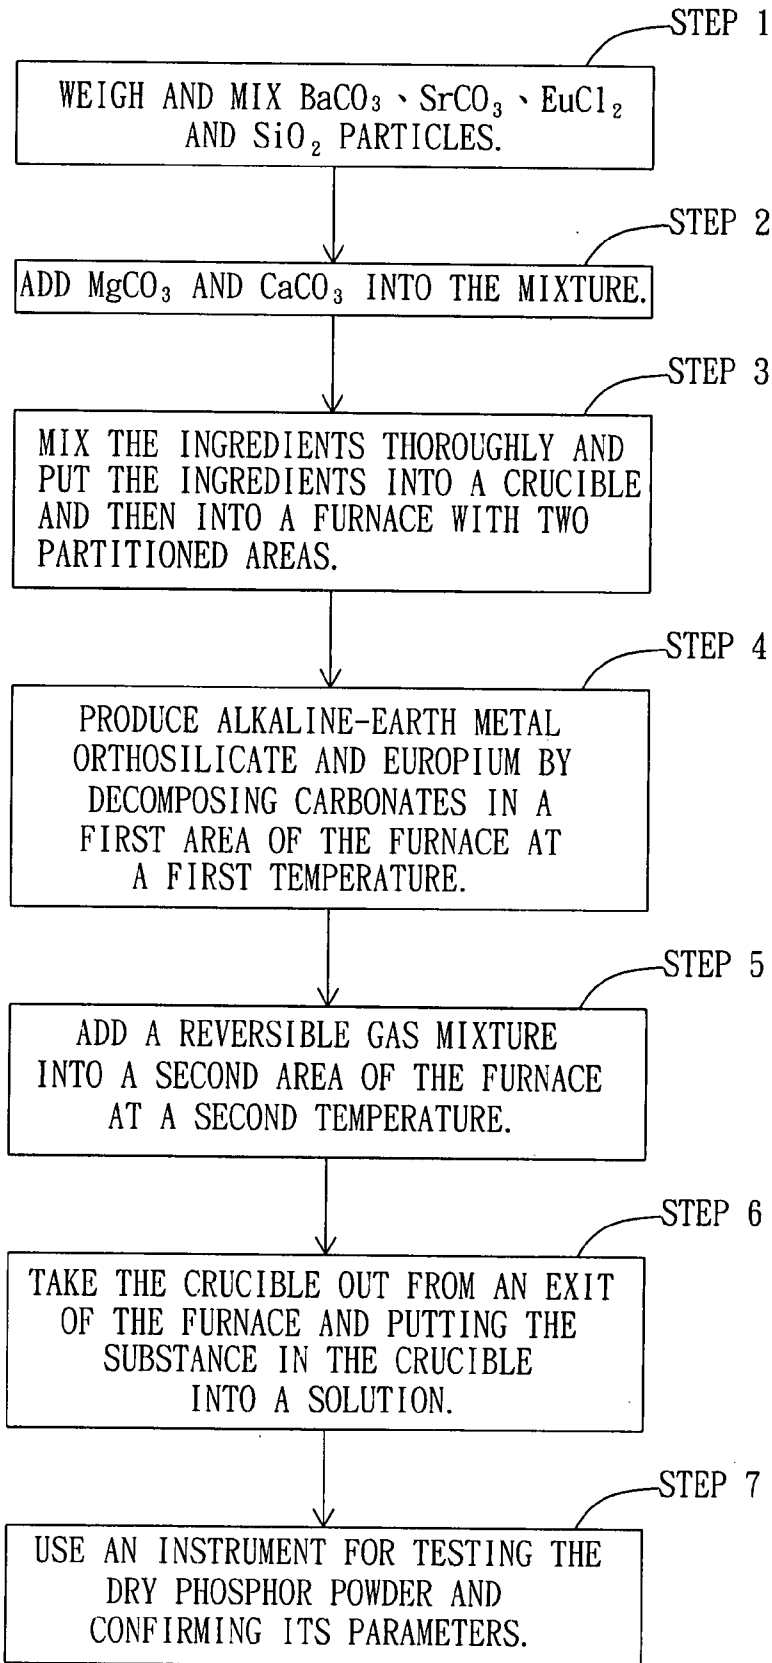 STEP 1
WEIGH AND MIX BaCO₃、SrCO₃、EuCl₂
AND SiO₂ PARTICLES.
STEP 2
ADD MgCO₃ AND CaCO₃ INTO THE MIXTURE.
STEP 3
MIX THE INGREDIENTS THOROUGHLY AND
PUT THE INGREDIENTS INTO A CRUCIBLE
AND THEN INTO A FURNACE WITH TWO
PARTITIONED AREAS.
STEP 4
PRODUCE ALKALINE-EARTH METAL
ORTHOSILICATE AND EUROPIUM BY
DECOMPOSING CARBONATES IN A
FIRST AREA OF THE FURNACE AT
A FIRST TEMPERATURE.
STEP 5
ADD A REVERSIBLE GAS MIXTURE
INTO A SECOND AREA OF THE FURNACE
AT A SECOND TEMPERATURE.
STEP 6
TAKE THE CRUCIBLE OUT FROM AN EXIT
OF THE FURNACE AND PUTTING THE
SUBSTANCE IN THE CRUCIBLE
INTO A SOLUTION.
STEP 7
USE AN INSTRUMENT FOR TESTING THE
DRY PHOSPHOR POWDER AND
CONFIRMING ITS PARAMETERS.